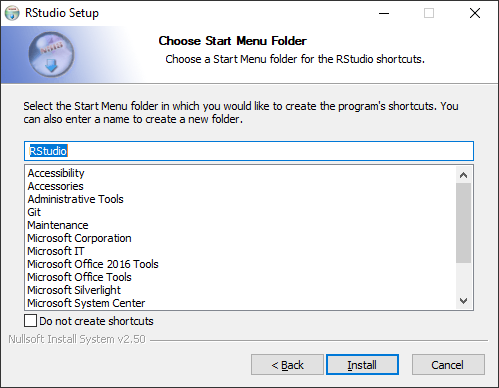 RStudio Setup
Choose Start Menu Folder
Choose a Start Menu folder for the RStudio shortcuts.
Select the Start Menu folder in which you would like to create the program's shortcuts. You
can also enter a name to create a new folder.
RStudio
Accessibility
Accessories
Administrative Tools
Git
Maintenance
Microsoft Corporation
Microsoft IT
Microsoft Office 2016 Tools
Microsoft Office Tools
Microsoft Silverlight
Microsoft System Center
Do not create shortcuts
Nullsoft Install System v2.50
< Back
Install
Cancel